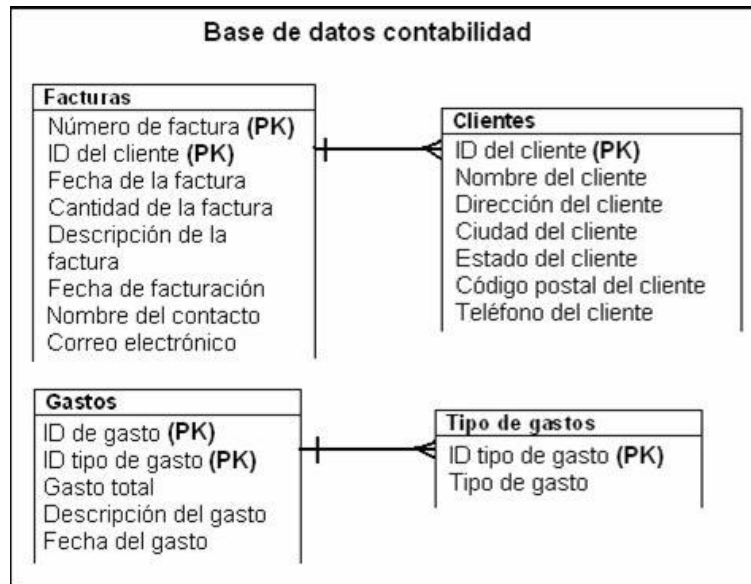 Base de datos contabilidad
Facturas
Número de factura (PK)
ID del cliente (PK)
Fecha de la factura
Cantidad de la factura
Descripción de la
factura
Fecha de facturación
Nombre del contacto
Correo electrónico
Clientes
ID del cliente (PK)
Nombre del cliente
Dirección del cliente
Ciudad del cliente
Estado del cliente
Código postal del cliente
Teléfono del cliente
Gastos
ID de gasto (PK)
ID tipo de gasto (PK)
Gasto total
Descripción del gasto
Fecha del gasto
Tipo de gastos
ID tipo de gasto (PK)
Tipo de gasto